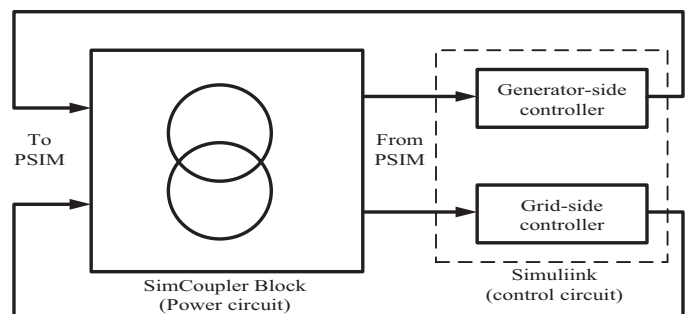 Generator-side
controller
To
PSIM
From
PSIM
Grid-side
controller
SimCoupler Block
(Power circuit)
Simuliink
(control circuit)